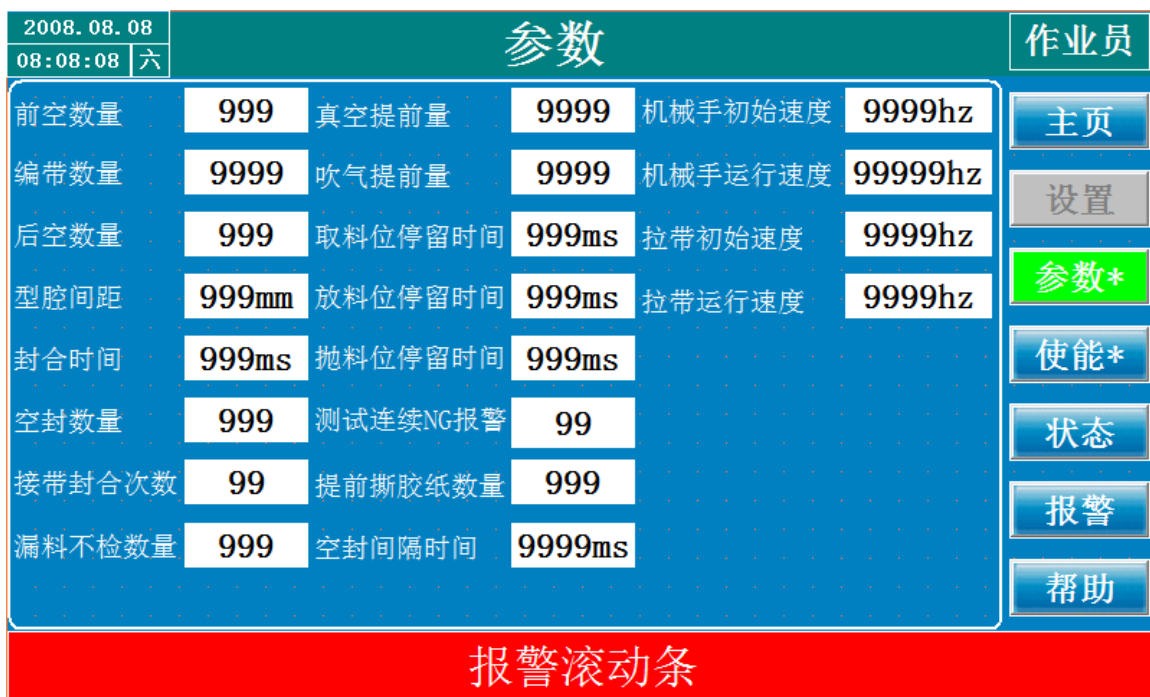 2008.08.08
08:08:08 六
参数
作业员
前空数量 999 真空提前量 9999 机械手初始速度 9999hz
编带数量 9999 吹气提前量 9999 机械手运行速度 99999hz
后空数量 999 取料位停留时间 999ms 拉带初始速度 9999hz
型腔间距 999mm 放料位停留时间 999ms 拉带运行速度 9999hz
封合时间 999ms 抛料位停留时间 999ms
空封数量 999 测试连续NG报警 99
接带封合次数 99 提前撕胶纸数量 999
漏料不检数量 999 空封间隔时间 9999ms
主页
设置
参数*
使能*
状态
报警
帮助
报警滚动条